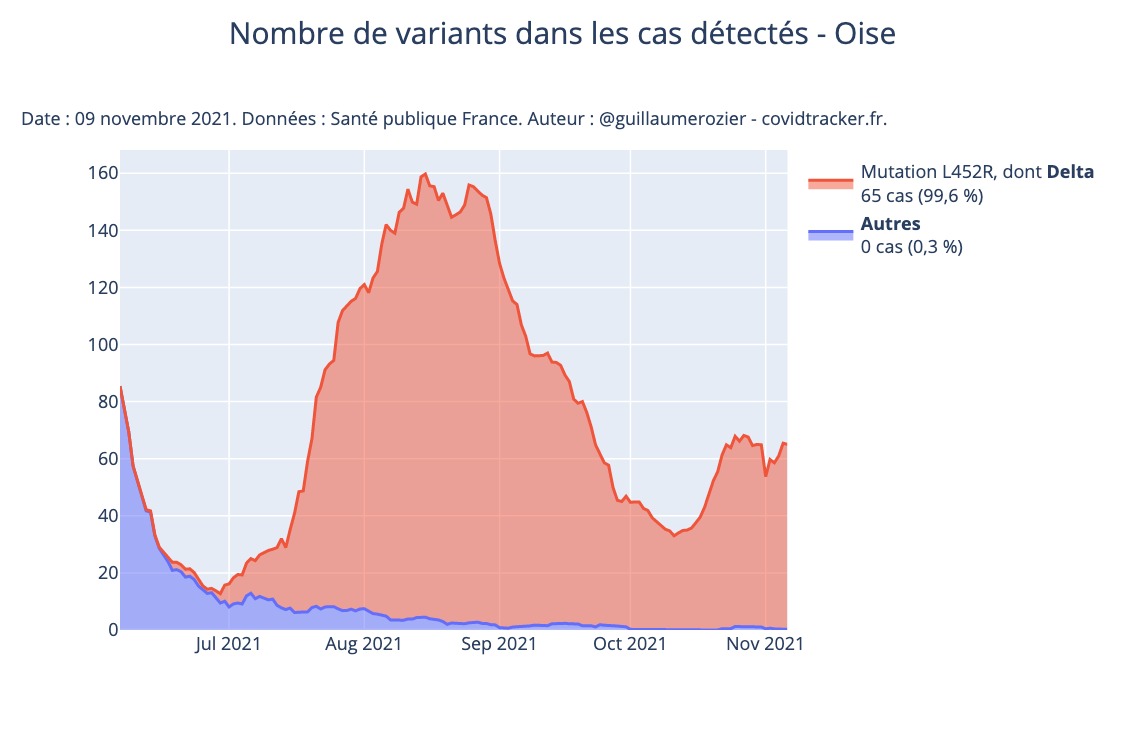 Nombre de variants dans les cas détectés - Oise
Date : 09 novembre 2021. Données : Santé publique France. Auteur : @guillaumerozier - covidtracker.fr.
160
140
120
100
80
60
40
20
0
Jul 2021
Aug 2021
Sep 2021
Oct 2021
Nov 2021
Mutation L452R, dont Delta
65 cas (99,6 %)
Autres
0 cas (0,3 %)